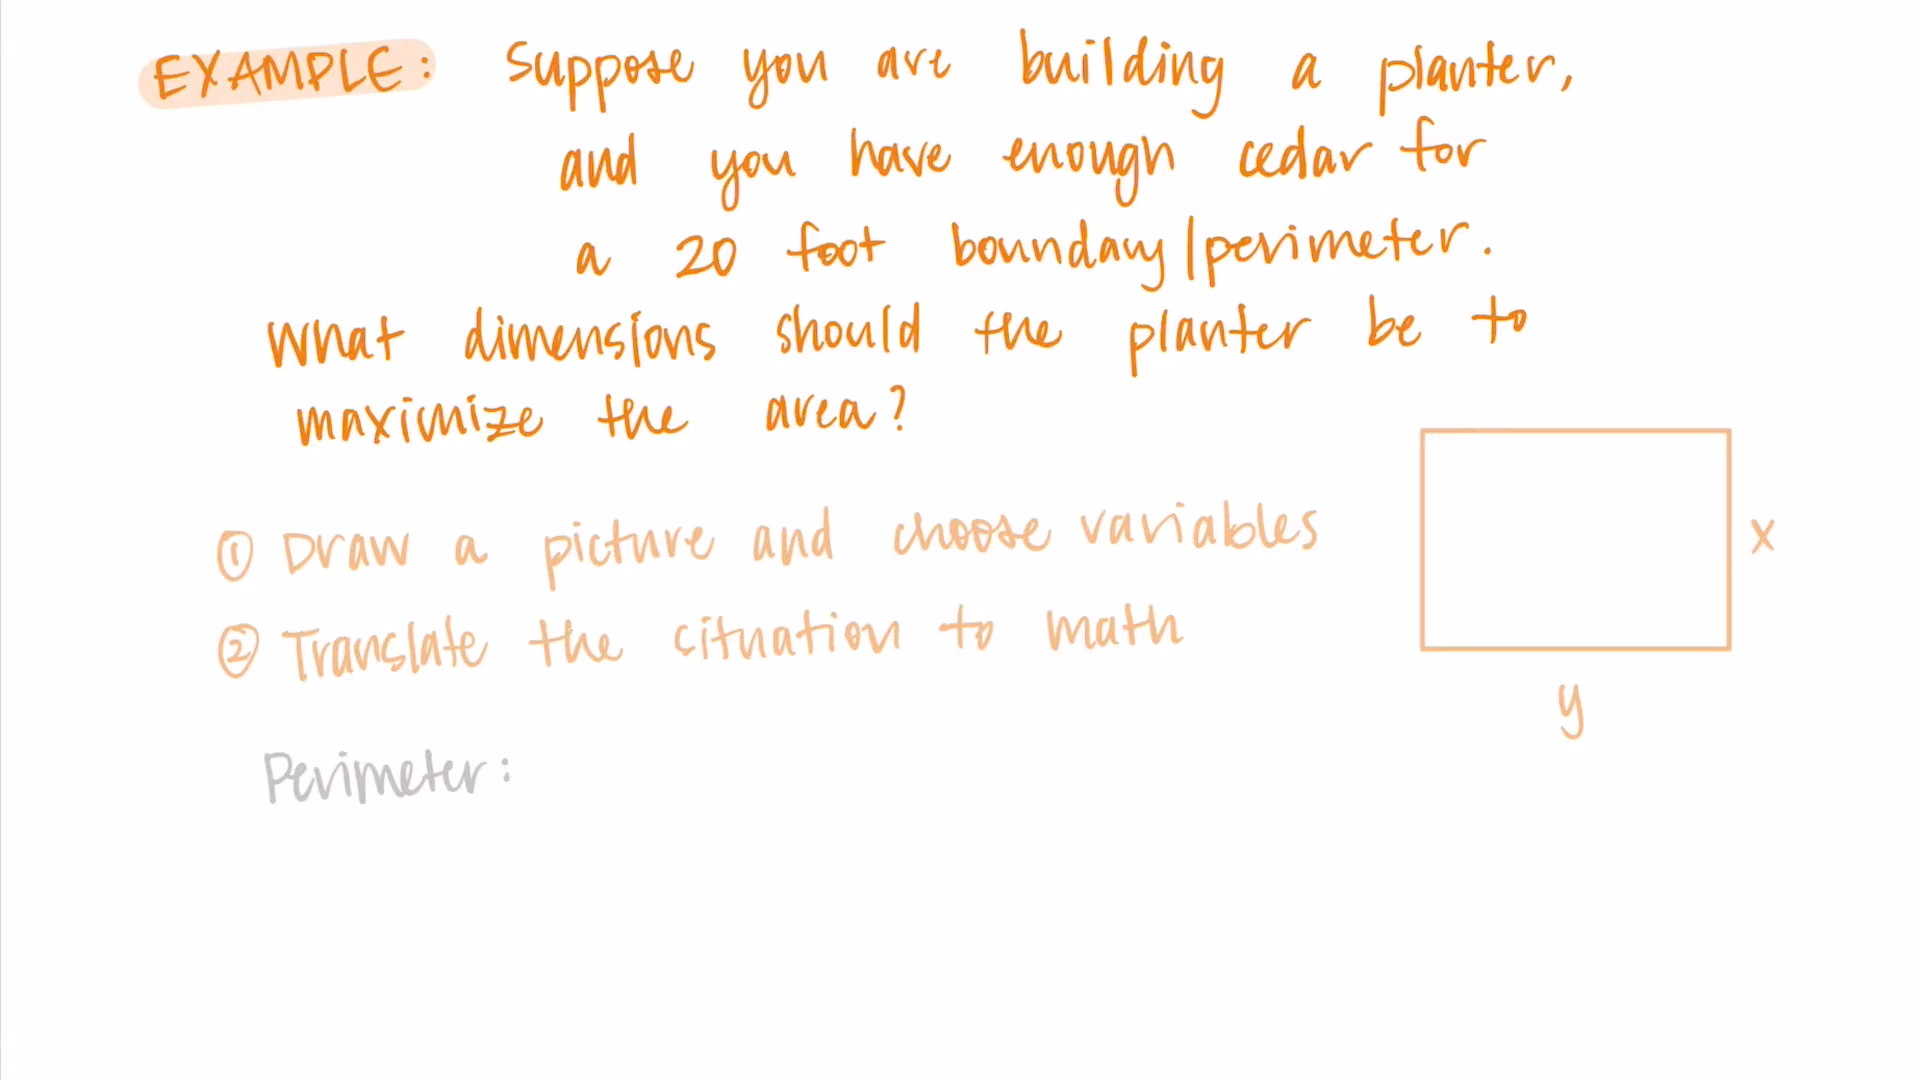 EXAMPLE: Suppose you are building a planter,
and you have enough cedar for
a 20 foot boundary/perimeter.
What dimensions should the planter be to
maximize the area?
① Draw a picture and choose variables
② Translate the situation to math
x
y
Perimeter: